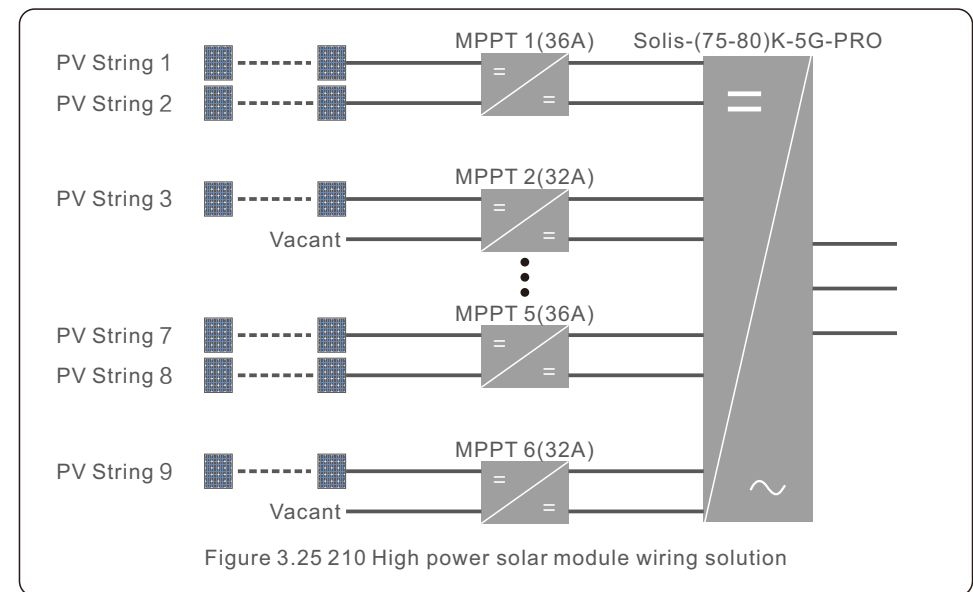 MPPT 1(36A) Solis-(75-80)K-5G-PRO
PV String 1
PV String 2
MPPT 2(32A)
PV String 3
Vacant
MPPT 5(36A)
PV String 7
PV String 8
MPPT 6(32A)
PV String 9
Vacant
Figure 3.25 210 High power solar module wiring solution